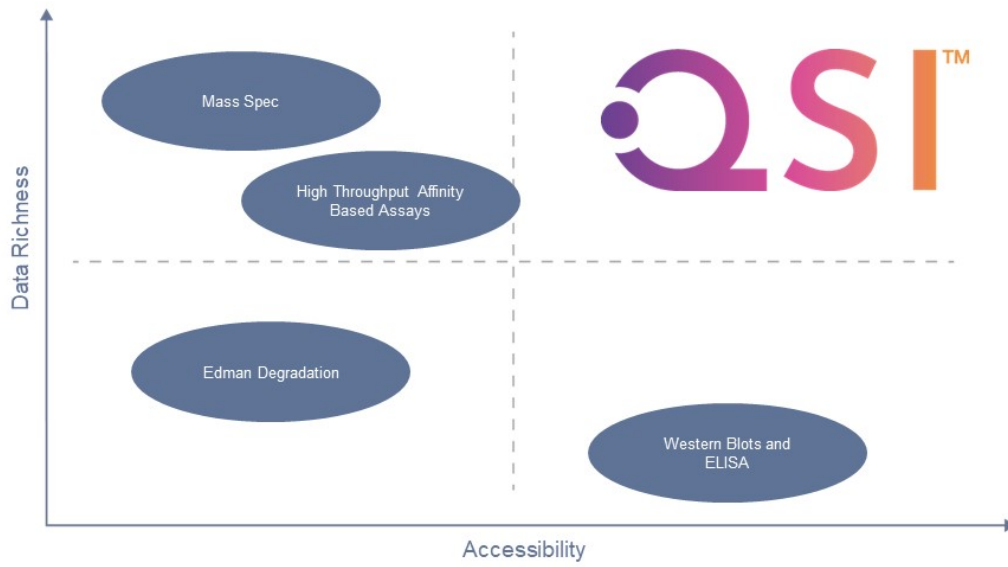 Mass Spec
QSI™
High Throughput Affinity
Based Assays
Data Richness
Edman Degradation
Western Blots and
ELISA
Accessibility